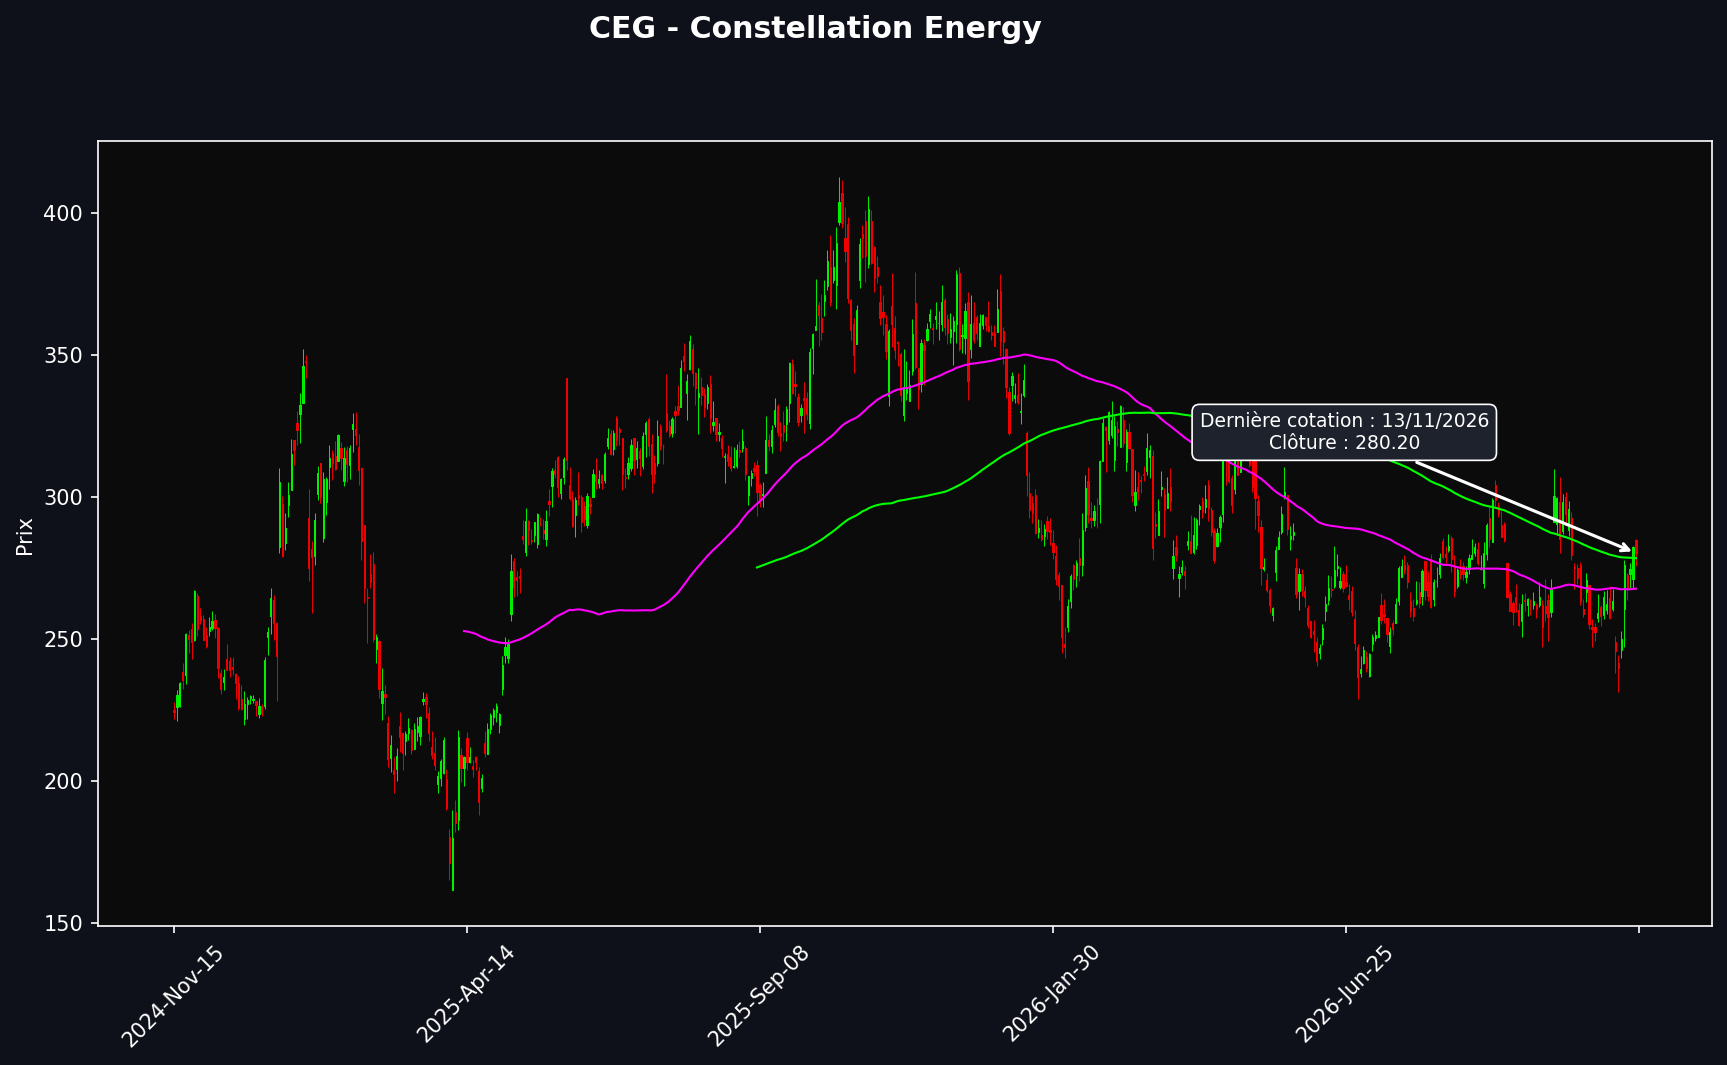 CEG - Constellation Energy
Prix
400
350
300
250
200
150
Dernière cotation : 13/11/2026
Clôture : 280.20
2024-Nov-15
2025-Apr-14
2025-Sep-08
2026-Jan-30
2026-Jun-25